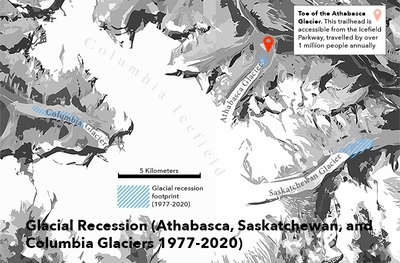 Toe of the Athabasca
Glacier. This trailhead is
accessible from the Icefield
Parkway, travelled by over
1 million people annually
Columbia Icefield
Athabasca Glacier
Columbia Glacier
Saskatchewan Glacier
5 Kilometers
Glacial recession
footprint
(1977-2020)
Glacial Recession (Athabasca, Saskatchewan, and
Columbia Glaciers 1977-2020)